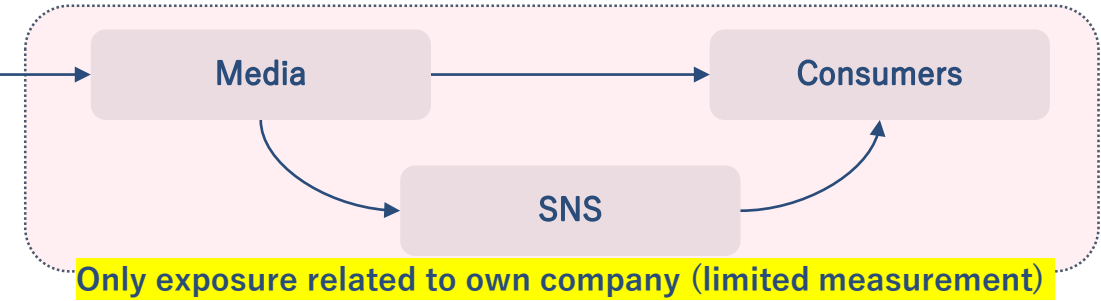 Media
Consumers
SNS
Only exposure related to own company (limited measurement)